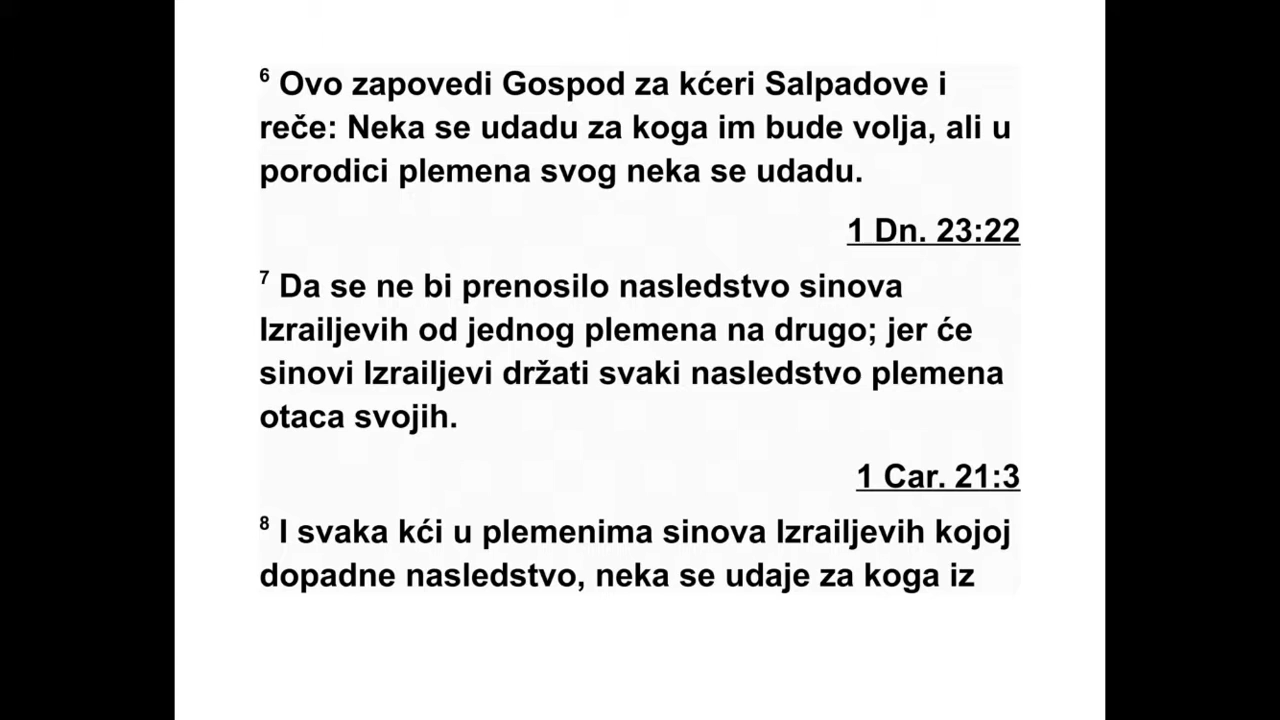 6 Ovo zapovedi Gospod za kćeri Salpadove i
reče: Neka se udadu za koga im bude volja, ali u
porodici plemena svog neka se udadu.
1 Dn. 23:22
7 Da se ne bi prenosilo nasledstvo sinova
Izrailjevih od jednog plemena na drugo; jer će
sinovi Izrailjevi držati svaki nasledstvo plemena
otaca svojih.
1 Car. 21:3
8 I svaka kći u plemenima sinova Izrailjevih kojoj
dopadne nasledstvo, neka se udaje za koga iz